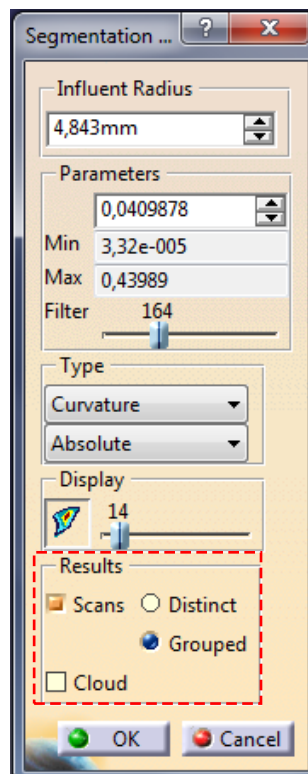 Segmentation ... ? X
Influent Radius
4,843mm
Parameters
0,0409878
Min 3,32e-005
Max 0,43989
Filter 164
Type
Curvature
Absolute
Display
14
Results
Scans Distinct
Grouped
Cloud
OK Cancel